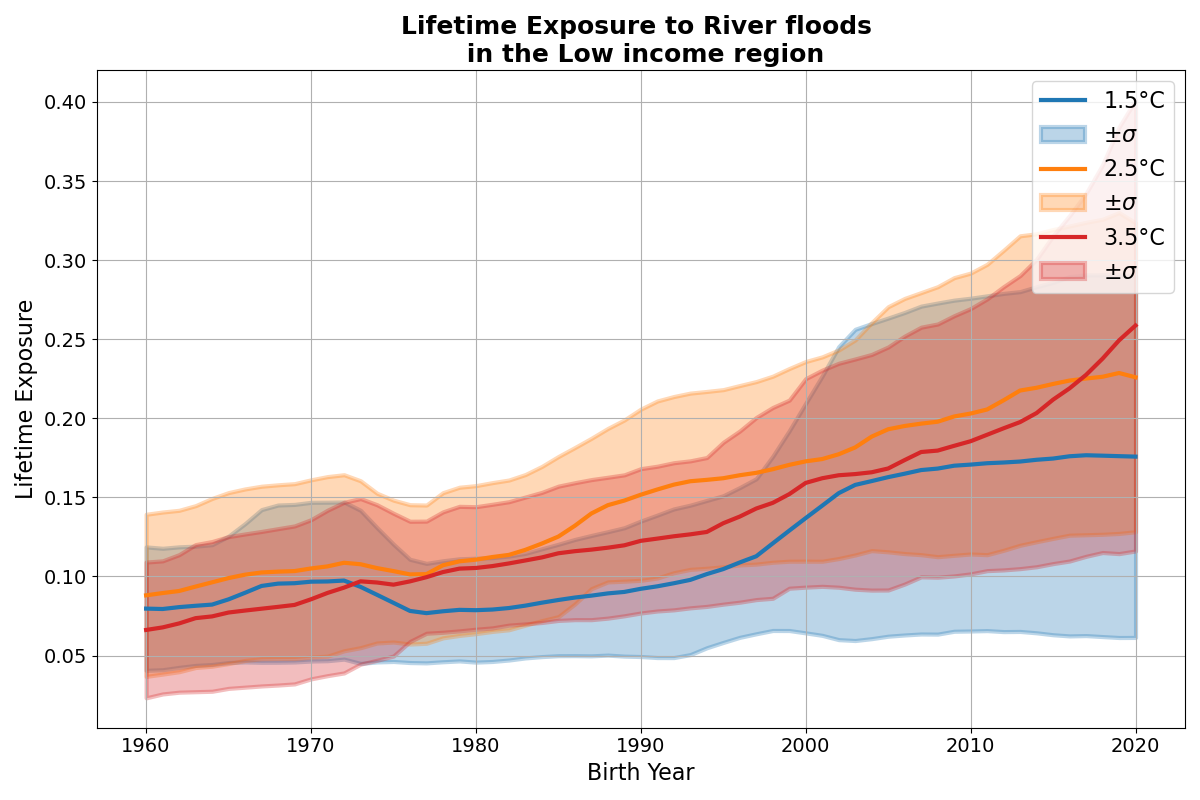 Lifetime Exposure to River floods
in the Low income region
Lifetime Exposure
0.40
0.35
0.30
0.25
0.20
0.15
0.10
0.05
1.5°C
±σ
2.5°C
±σ
3.5°C
±σ
1960 1970 1980 1990 2000 2010 2020
Birth Year